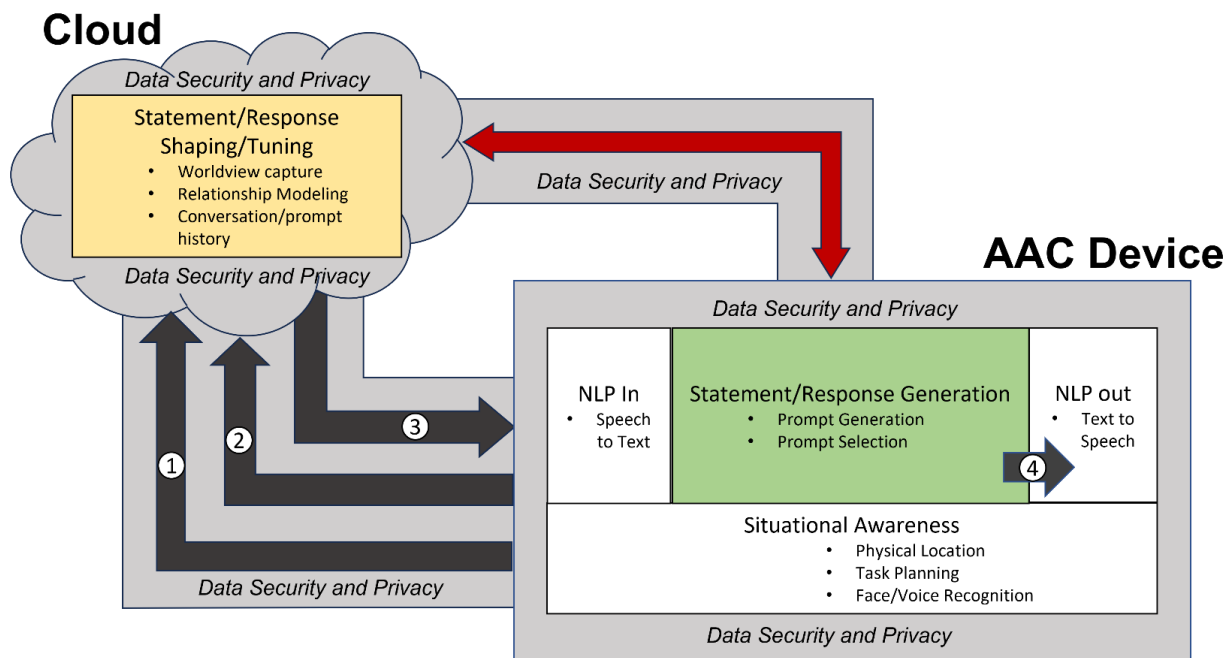 Cloud
Data Security and Privacy
Statement/Response
Shaping/Tuning
• Worldview capture
• Relationship Modeling
• Conversation/prompt
history
Data Security and Privacy
Data Security and Privacy
AAC Device
Data Security and Privacy
NLP In
• Speech
to Text
Statement/Response Generation
• Prompt Generation
• Prompt Selection
NLP out
• Text to
Speech
4
3
2
1
Situational Awareness
• Physical Location
• Task Planning
• Face/Voice Recognition
Data Security and Privacy
Data Security and Privacy